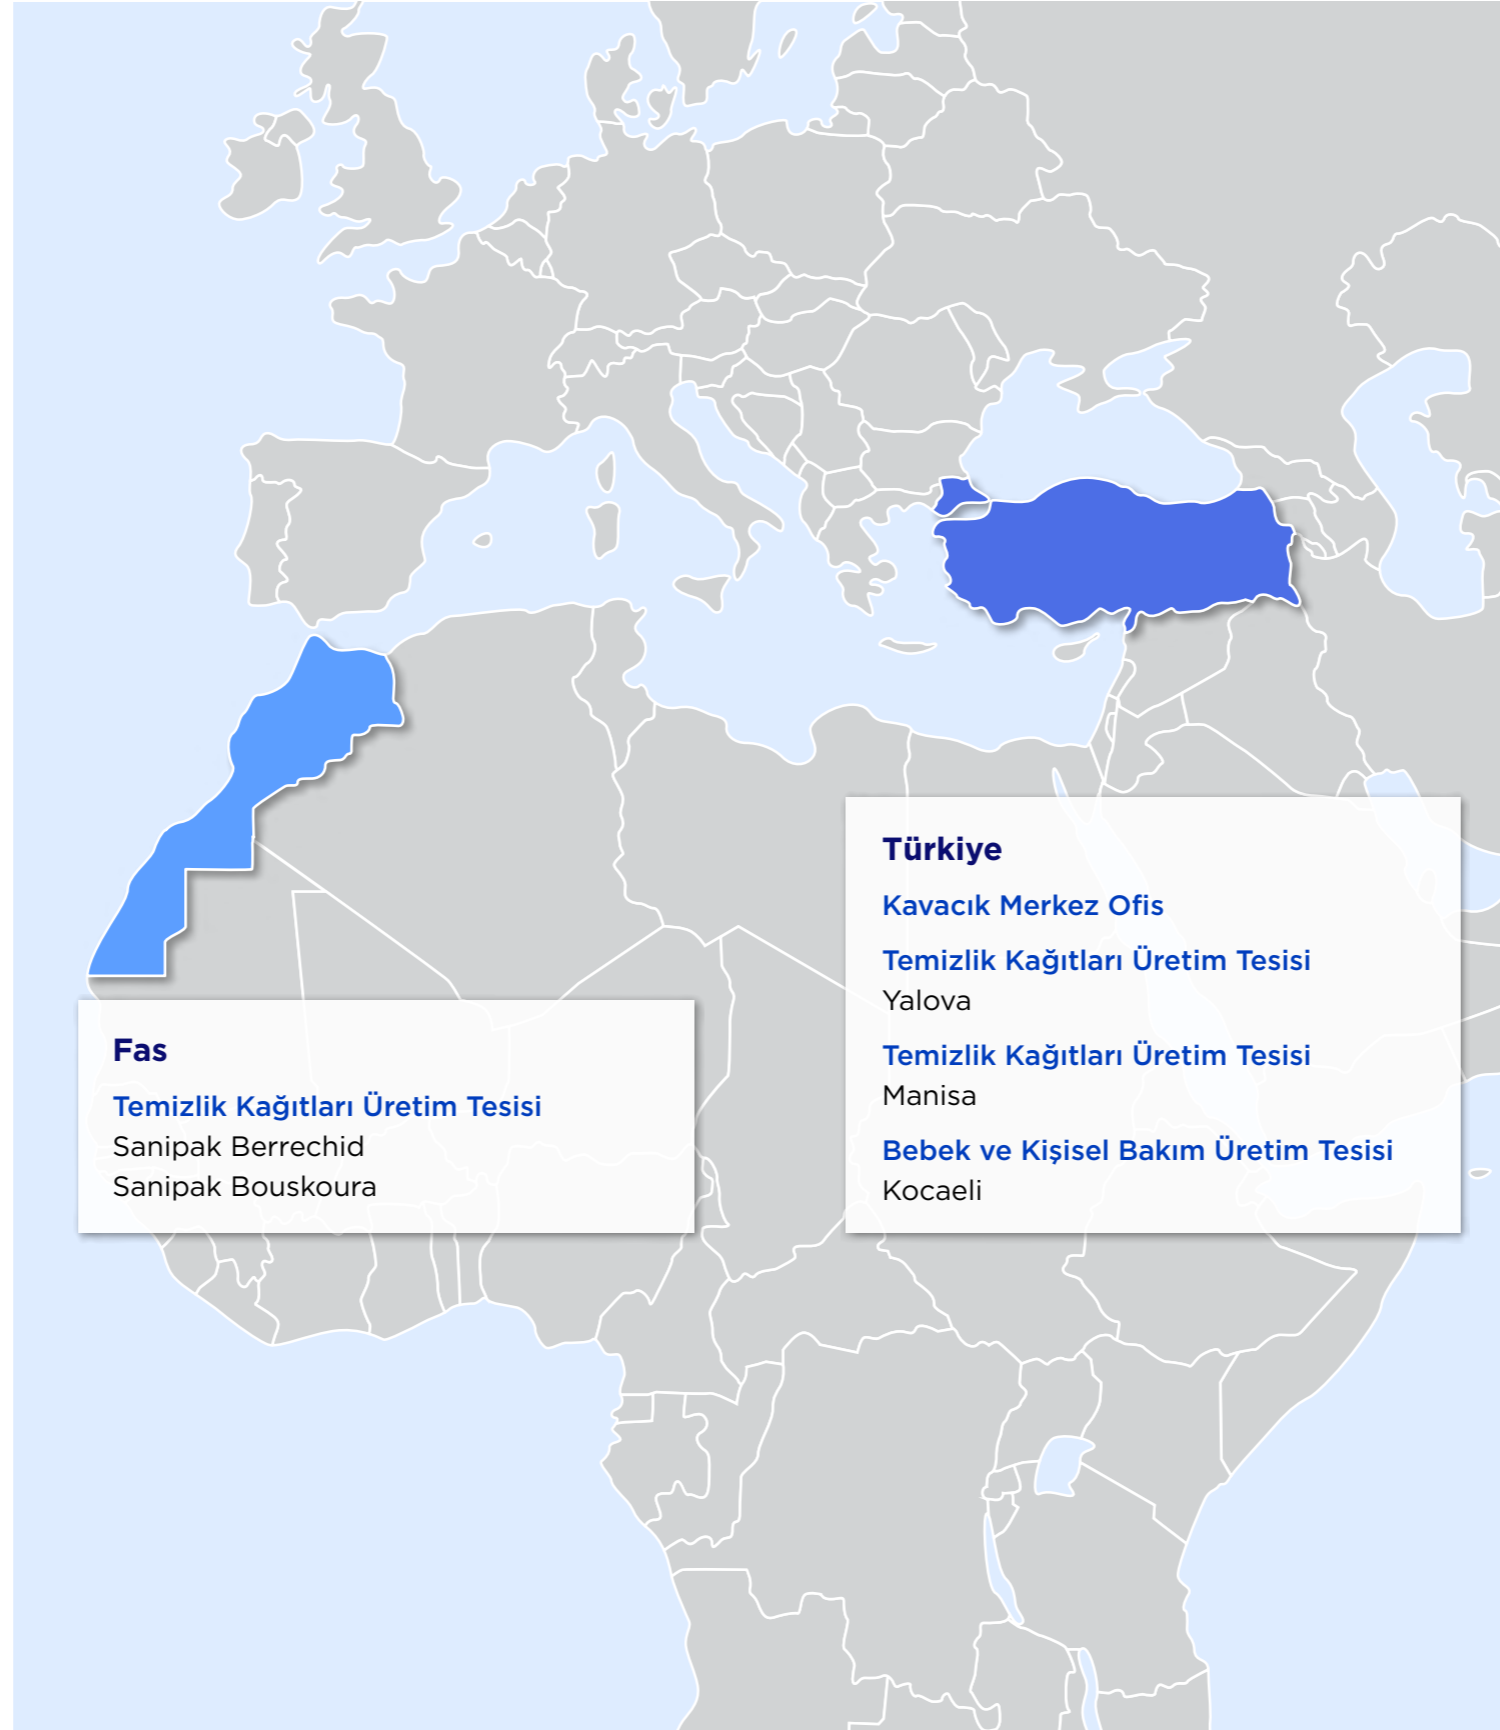 Türkiye
Kavacık Merkez Ofis
Temizlik Kağıtları Üretim Tesisi
Yalova
Temizlik Kağıtları Üretim Tesisi
Manisa
Bebek ve Kişisel Bakım Üretim Tesisi
Kocaeli
Fas
Temizlik Kağıtları Üretim Tesisi
Sanipak Berrechid
Sanipak Bouskoura